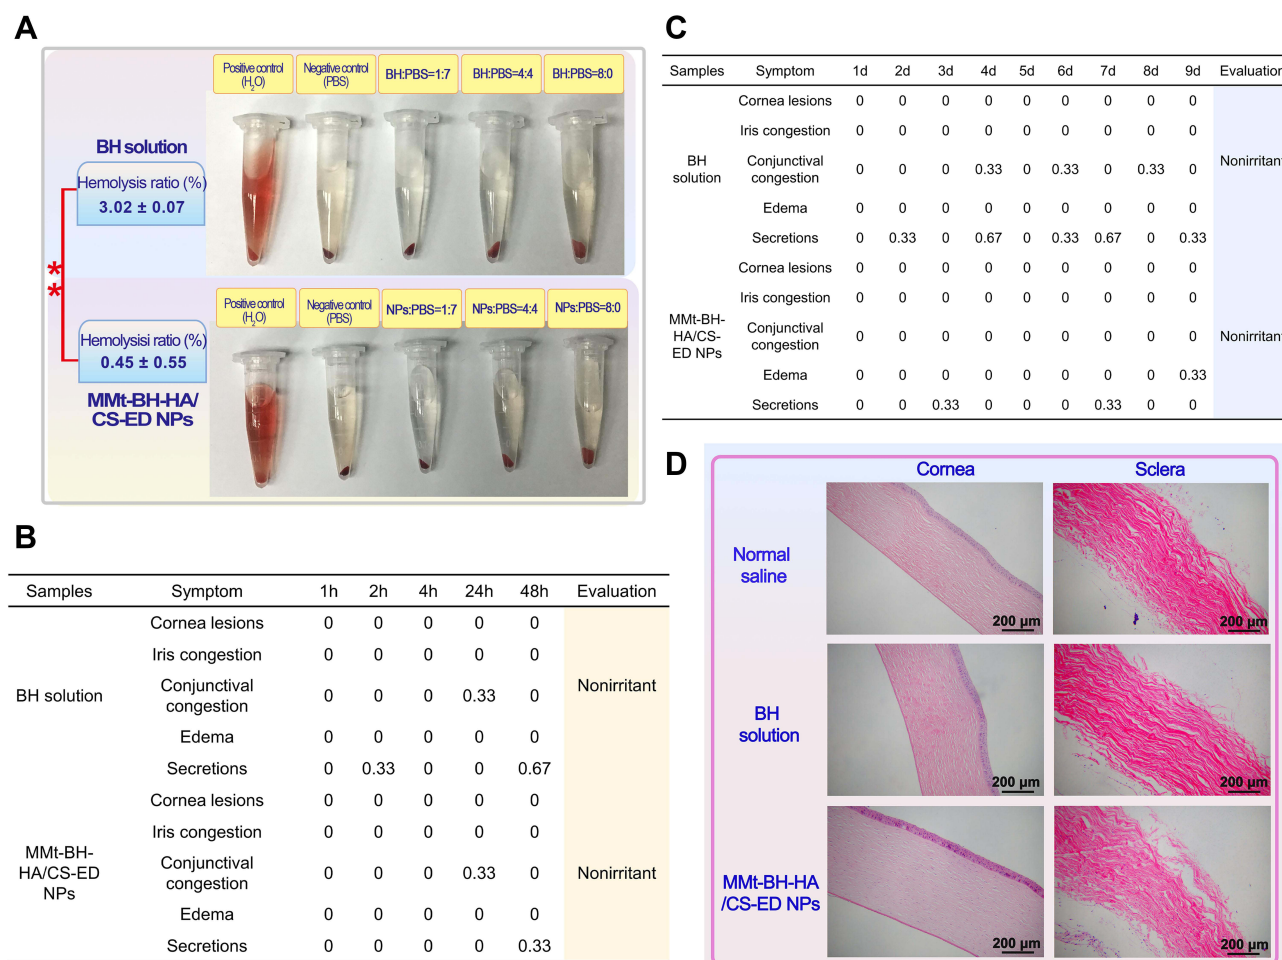 A
Positive control
(H2O)
Negative control
(PBS)
BH:PBS=1:7
BH:PBS=4:4
BH:PBS=8:0
BH solution
Hemolysis ratio (%)
3.02 ± 0.07
**
Positive control
(H2O)
Negative control
(PBS)
NPs:PBS=1:7
NPs:PBS=4:4
NPs:PBS=8:0
Hemolysisi ratio (%)
0.45 ± 0.55
MMt-BH-HA/
CS-ED NPs
B
Samples Symptom 1h 2h 4h 24h 48h Evaluation
Cornea lesions 0 0 0 0 0
Iris congestion 0 0 0 0 0
BH solution Conjunctival congestion 0 0 0 0.33 0 Nonirritant
Edema 0 0 0 0 0
Secretions 0 0.33 0 0 0.67
Cornea lesions 0 0 0 0 0
Iris congestion 0 0 0 0 0
MMt-BH-HA/CS-ED NPs Conjunctival congestion 0 0 0 0.33 0 Nonirritant
Edema 0 0 0 0 0
Secretions 0 0 0 0 0.33
C
Samples Symptom 1d 2d 3d 4d 5d 6d 7d 8d 9d Evaluation
Cornea lesions 0 0 0 0 0 0 0 0 0
Iris congestion 0 0 0 0 0 0 0 0 0
BH solution Conjunctival congestion 0 0 0 0.33 0 0.33 0 0.33 0 Nonirritant
Edema 0 0 0 0 0 0 0 0 0
Secretions 0 0.33 0 0.67 0 0.33 0.67 0 0.33
Cornea lesions 0 0 0 0 0 0 0 0 0
Iris congestion 0 0 0 0 0 0 0 0 0
MMt-BH-HA/CS-ED NPs Conjunctival congestion 0 0 0 0 0 0 0 0 0 Nonirritant
Edema 0 0 0 0 0 0 0 0 0.33
Secretions 0 0 0.33 0 0 0 0.33 0 0
D
Cornea Sclera
Normal
saline
200 µm
200 µm
BH
solution
200 µm
200 µm
MMt-BH-HA
/CS-ED NPs
200 µm
200 µm